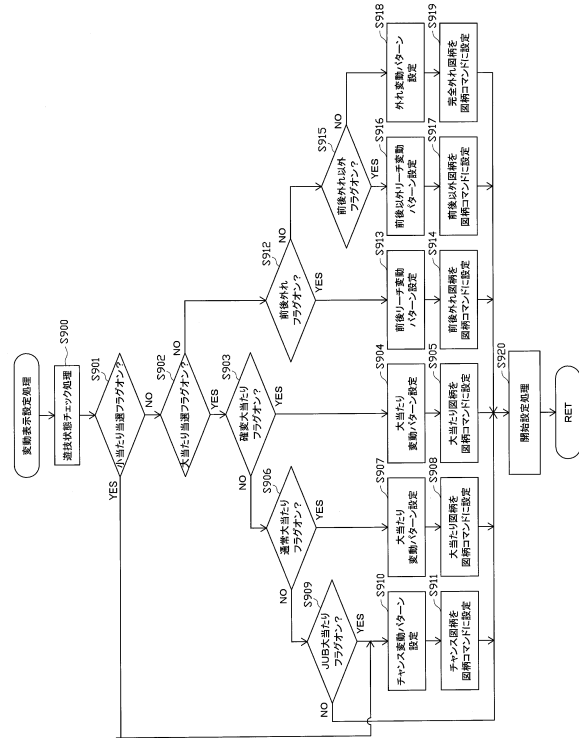 変動表示設定処理
S900
遊技状態チェック処理
S901
小当たり当選フラグオン?
YES
NO
S902
大当たり当選フラグオン?
NO
YES
S903
確変大当たり
フラグオン?
NO
YES
S904
大当たり
変動パターン設定
S905
大当たり図柄を
図柄コマンドに設定
S906
通常大当たり
フラグオン?
NO
YES
S907
大当たり
変動パターン設定
S908
大当たり図柄を
図柄コマンドに設定
S909
JUB大当たり
フラグオン?
NO
YES
S910
チャンス変動パターン
設定
S911
チャンス図柄を
図柄コマンドに設定
S912
前後外れ
フラグオン?
NO
YES
S913
前後リーチ変動
パターン設定
S914
前後外れ図柄を
図柄コマンドに設定
S915
前後外れ以外
フラグオン?
NO
YES
S916
前後以外リーチ変動
パターン設定
S917
前後以外図柄を
図柄コマンドに設定
S918
外れ変動パターン
設定
S919
完全外れ図柄を
図柄コマンドに設定
S920
開始設定処理
RET